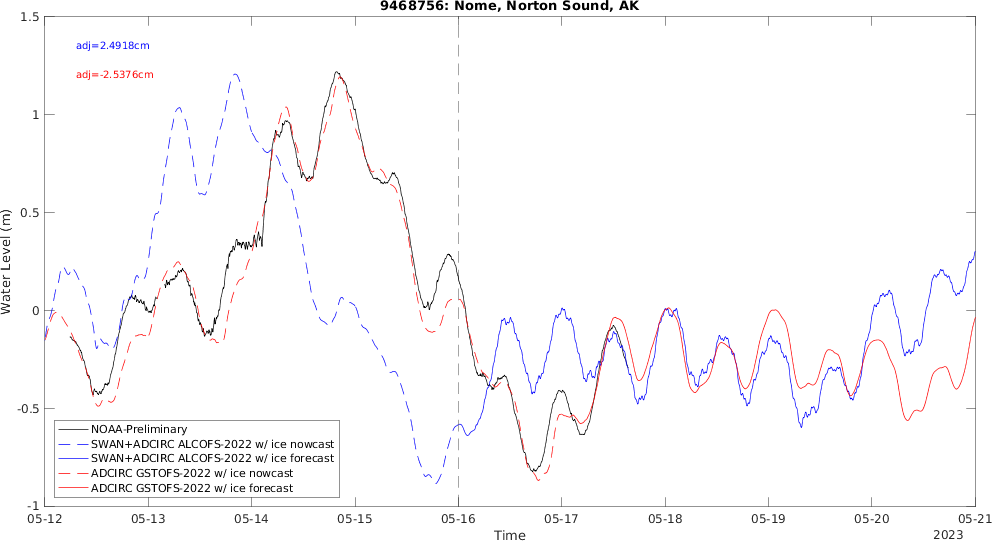 9468756: Nome, Norton Sound, AK
adj=2.4918cm
adj=-2.5376cm
Water Level (m)
1.5
1
0.5
0
-0.5
-1
NOAA-Preliminary
SWAN+ADCIRC ALCOFS-2022 w/ ice nowcast
SWAN+ADCIRC ALCOFS-2022 w/ ice forecast
ADCIRC GSTOFS-2022 w/ ice nowcast
ADCIRC GSTOFS-2022 w/ ice forecast
05-12 05-13 05-14 05-15 05-16 05-17 05-18 05-19 05-20 05-21
Time
2023